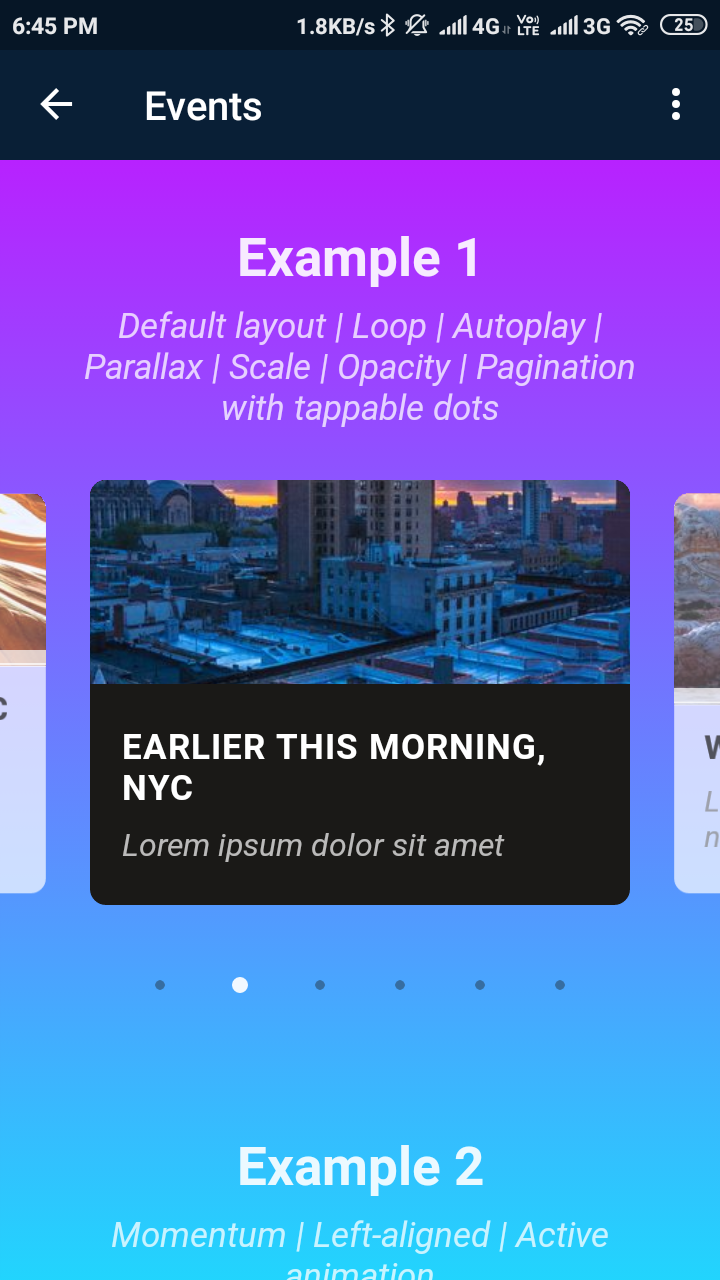 6:45 PM 1.8KB/s 4G Vo) LTE 3G 25
Events
Example 1
Default layout | Loop | Autoplay |
Parallax | Scale | Opacity | Pagination
with tappable dots
EARLIER THIS MORNING,
NYC
Lorem ipsum dolor sit amet
Example 2
Momentum | Left-aligned | Active
animation